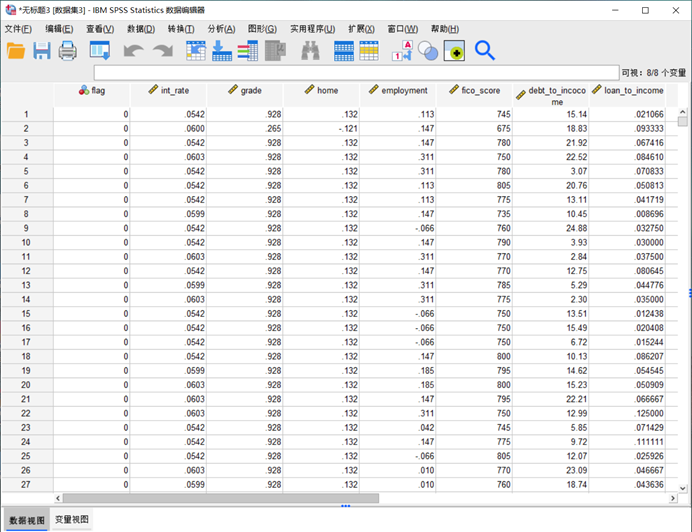 *无标题3 [数据集3] - IBM SPSS Statistics 数据编辑器
文件(F) 编辑(E) 查看(V) 数据(D) 转换(T) 分析(A) 图形(G) 实用程序(U) 扩展(X) 窗口(W) 帮助(H)
可视：8/8 个变量
flag int_rate grade home employment fico_score debt_to_incocome loan_to_income
1 0 .0542 .928 .132 .113 745 15.14 .021066
2 0 .0600 .265 -.121 .147 675 18.83 .093333
3 0 .0542 .928 .132 .147 780 21.92 .067416
4 0 .0603 .928 .132 .311 750 22.52 .084610
5 0 .0542 .928 .132 .311 780 3.07 .070833
6 0 .0542 .928 .132 .113 805 20.76 .050813
7 0 .0542 .928 .132 .113 775 13.11 .041719
8 0 .0599 .928 .132 .147 735 10.45 .008696
9 0 .0542 .928 .132 -.066 760 24.88 .032750
10 0 .0542 .928 .132 .147 790 3.93 .030000
11 0 .0603 .928 .132 .311 770 2.84 .037500
12 0 .0542 .928 .132 .147 770 12.75 .080645
13 0 .0599 .928 .132 .311 785 5.29 .044776
14 0 .0603 .928 .132 .311 775 2.30 .035000
15 0 .0542 .928 .132 -.066 750 13.51 .012438
16 0 .0542 .928 .132 -.066 750 15.49 .020408
17 0 .0542 .928 .132 -.066 750 6.72 .015244
18 0 .0542 .928 .132 .147 800 10.13 .086207
19 0 .0599 .928 .132 .185 795 14.62 .054545
20 0 .0603 .928 .132 .185 800 15.23 .050909
21 0 .0603 .928 .132 .147 795 22.21 .066667
22 0 .0603 .928 .132 .311 750 12.99 .125000
23 0 .0542 .928 .132 .042 745 5.85 .071429
24 0 .0542 .928 .132 .147 775 9.72 .111111
25 0 .0542 .928 .132 -.066 805 12.07 .025926
26 0 .0603 .928 .132 .010 770 23.09 .046667
27 0 .0599 .928 .132 .010 760 18.74 .043636
数据视图 变量视图